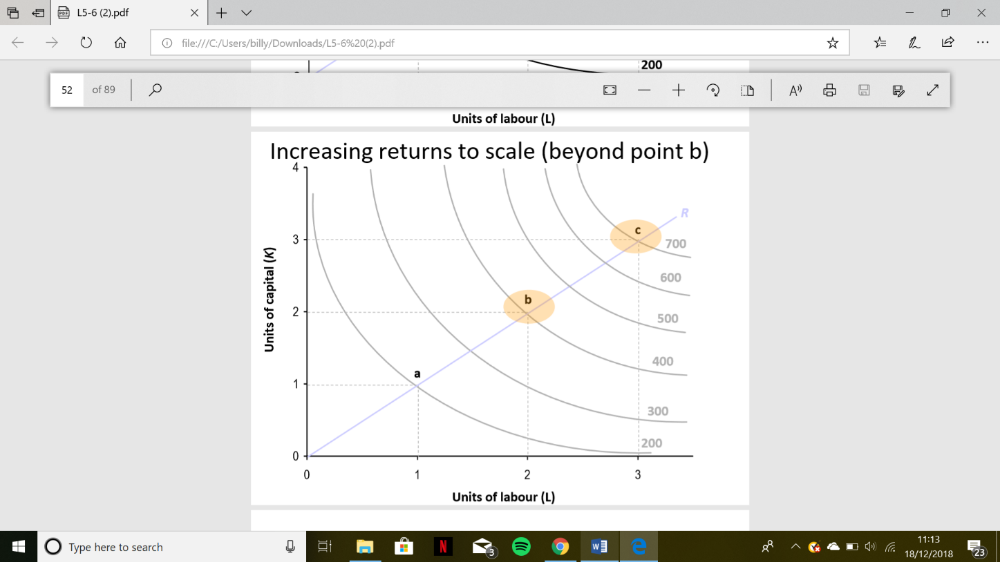 L5-6 (2).pdf
file:///C:/Users/billy/Downloads/L5-6%20(2).pdf
200
52 of 89
Units of labour (L)
Increasing returns to scale (beyond point b)
4
R
c
3
700
Units of capital (K)
600
b
2
500
400
a
1
300
200
0
0 1 2 3
Units of labour (L)
Type here to search
3
11:13
18/12/2018
23